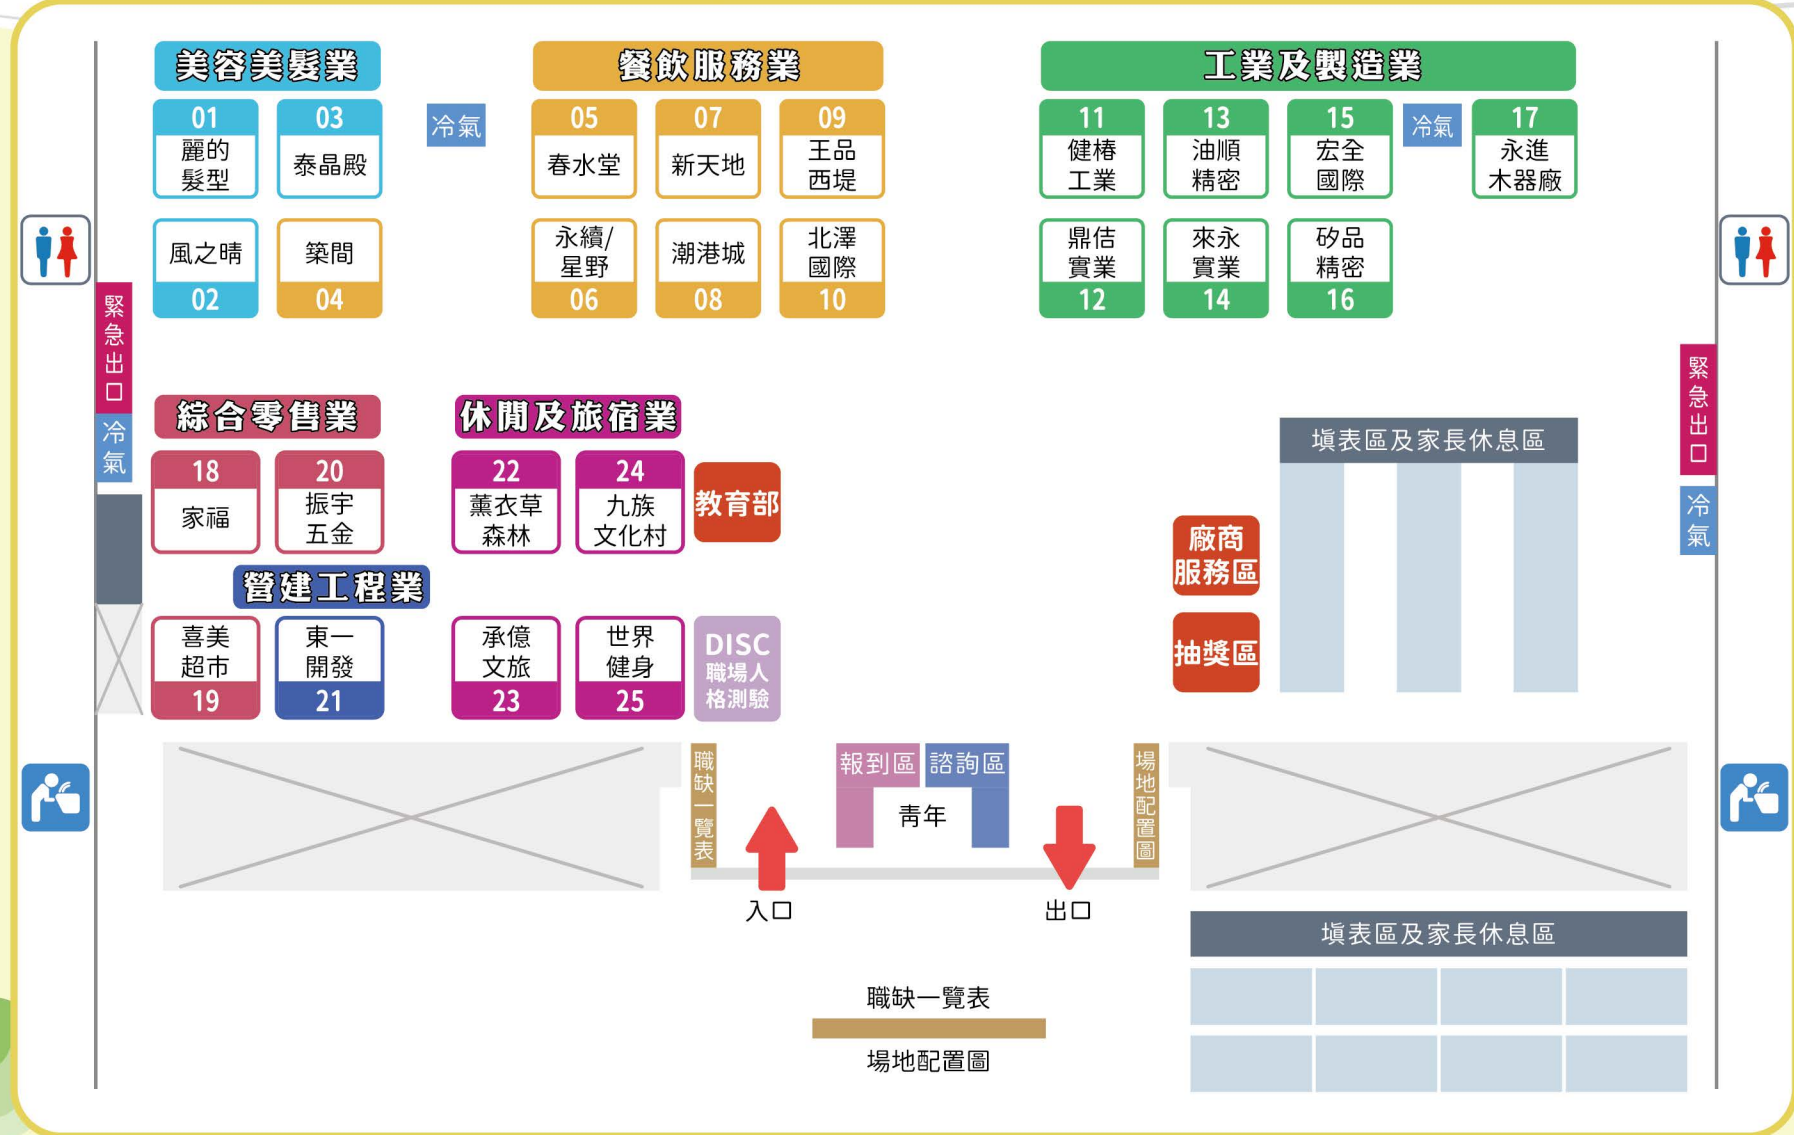 美容美髮業
餐飲服務業
工業及製造業
01
麗的
髮型
03
泰晶殿
冷氣
05
春水堂
07
新天地
09
王品
西堤
11
健椿
工業
13
油順
精密
15
宏全
國際
冷氣
17
永進
木器廠
風之晴
02
築間
04
永續/
星野
06
潮港城
08
北澤
國際
10
鼎佶
實業
12
來永
實業
14
矽品
精密
16
緊急出口
冷氣
緊急出口
冷氣
綜合零售業
休閒及旅宿業
18
家福
20
振宇
五金
22
薰衣草
森林
24
九族
文化村
教育部
填表區及家長休息區
廠商
服務區
營建工程業
喜美
超市
19
東一
開發
21
承億
文旅
23
世界
健身
25
DISC
職場人
格測驗
抽獎區
職缺一覽表
報到區
諮詢區
青年
場地配置圖
入口
出口
填表區及家長休息區
職缺一覽表
場地配置圖